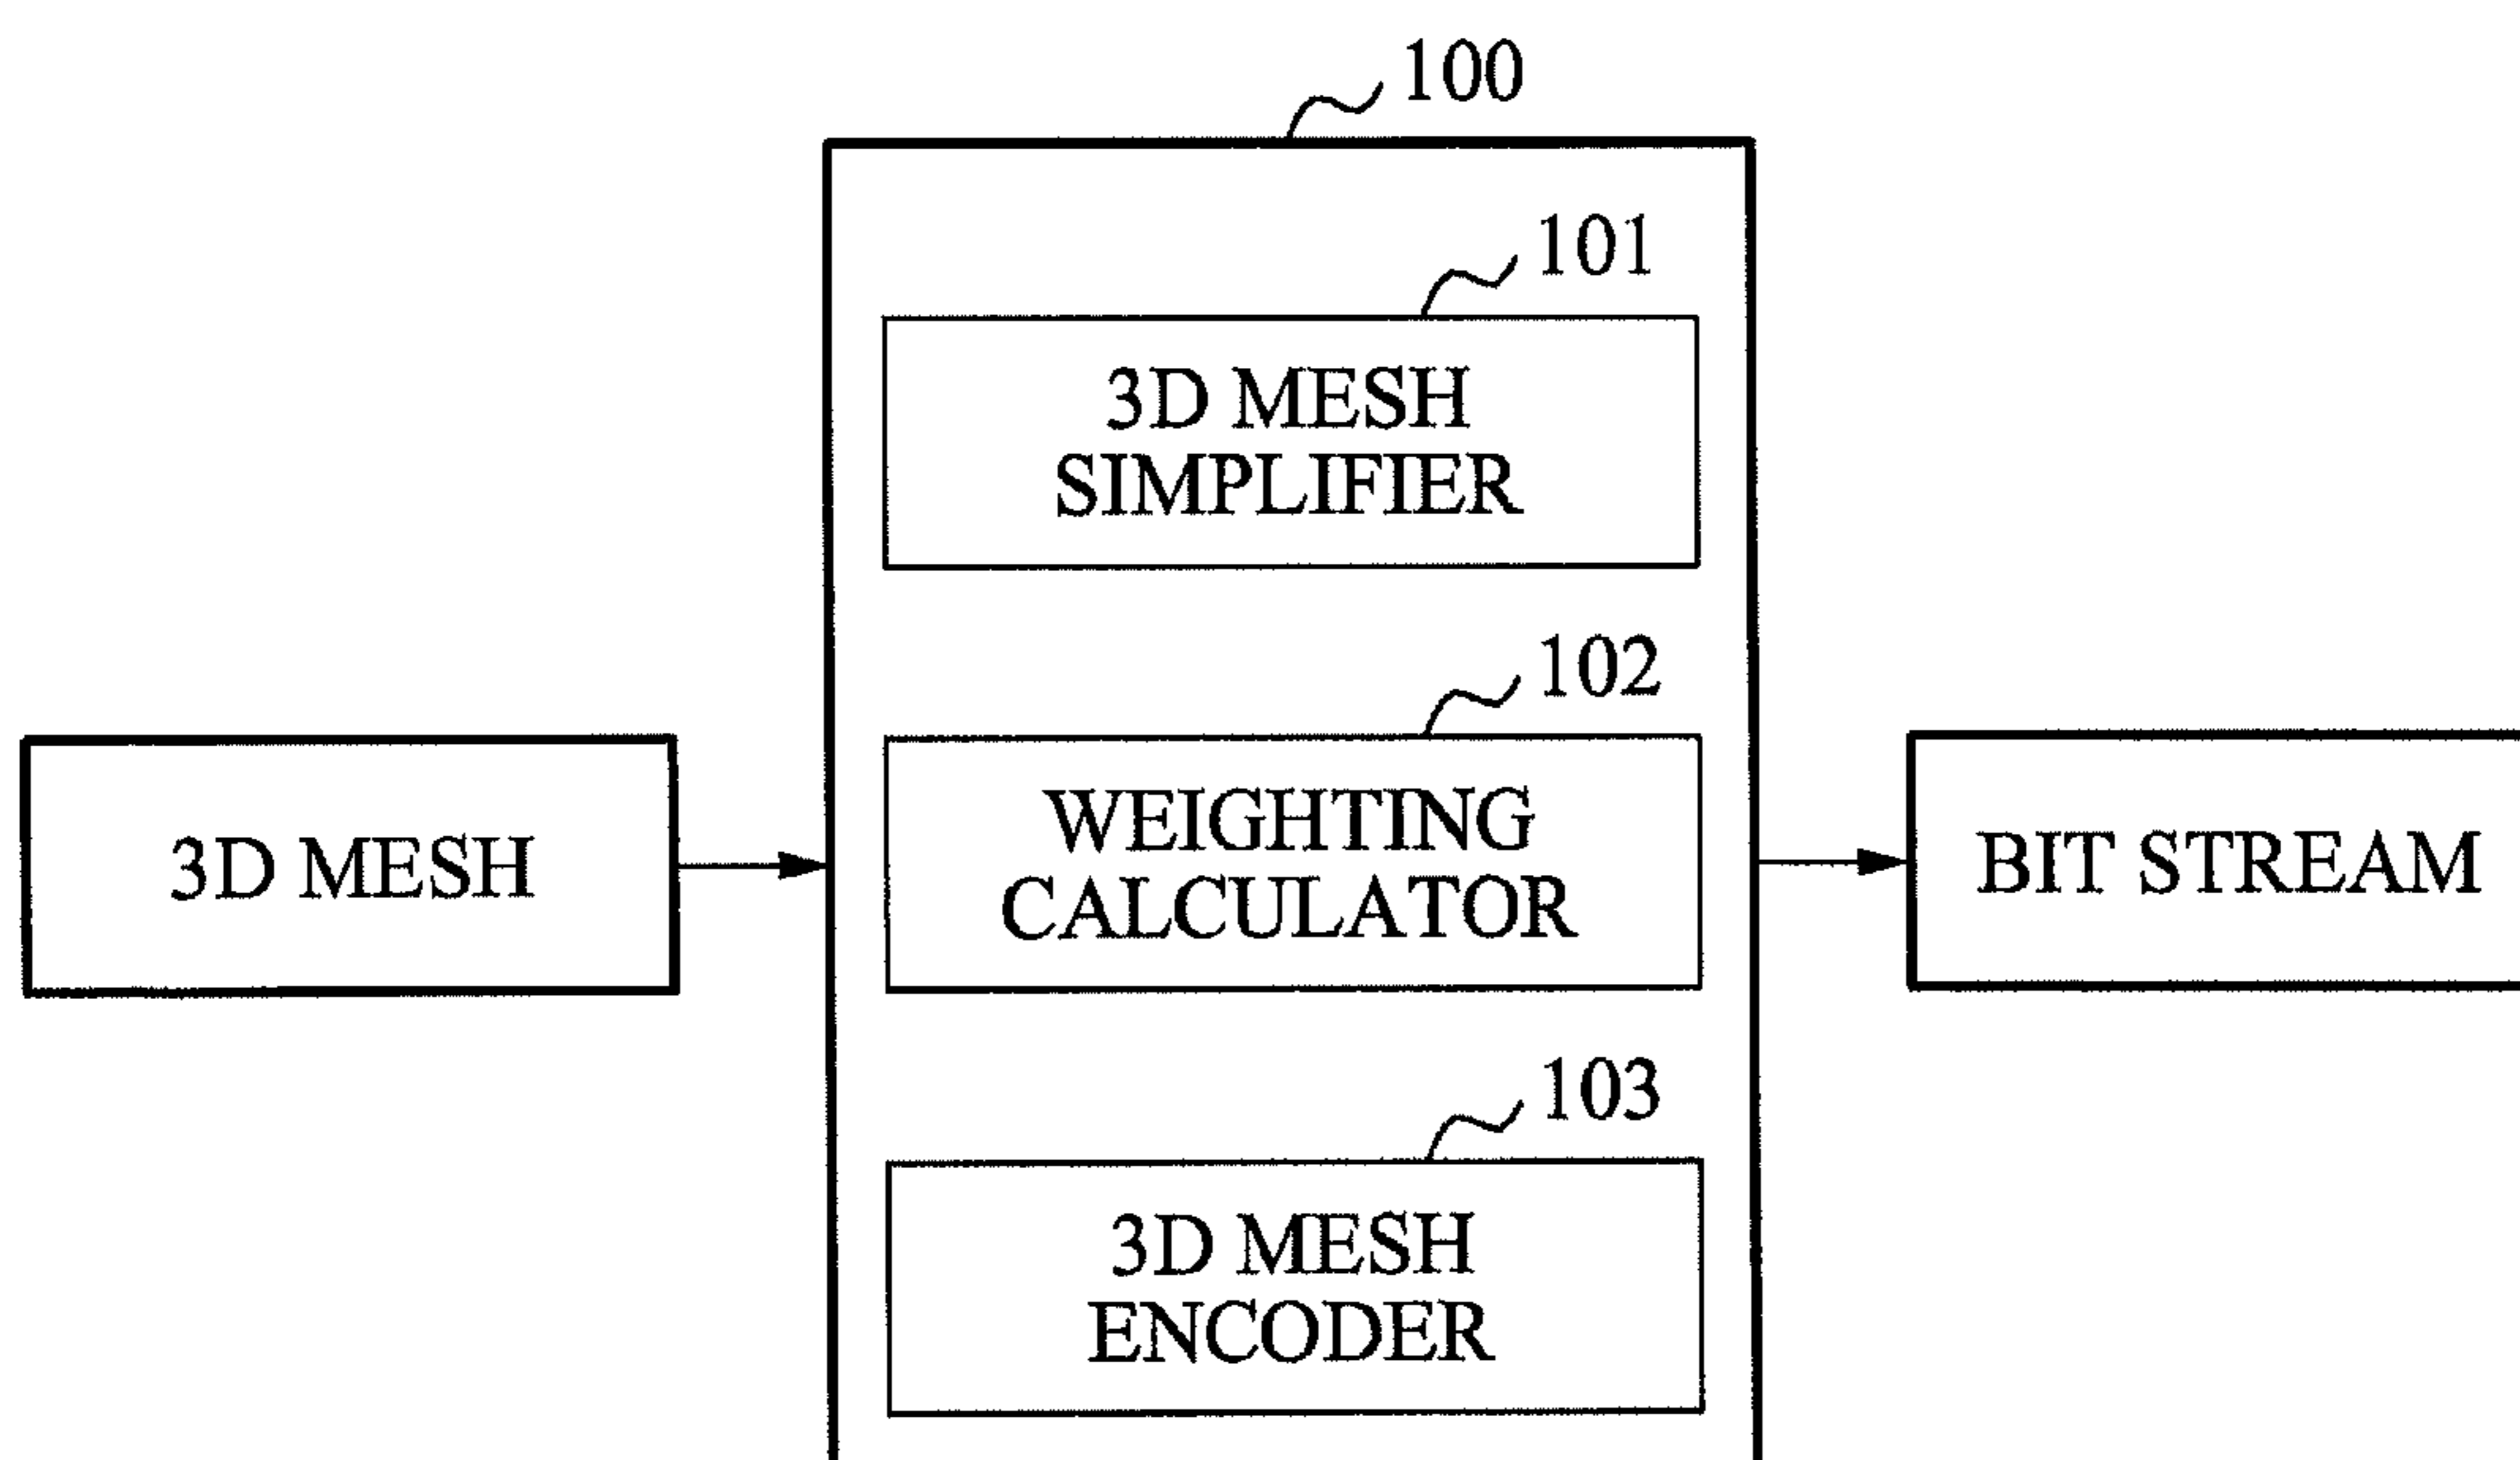 100
101
3D MESH
SIMPLIFIER
102
3D MESH
WEIGHTING
CALCULATOR
BIT STREAM
103
3D MESH
ENCODER